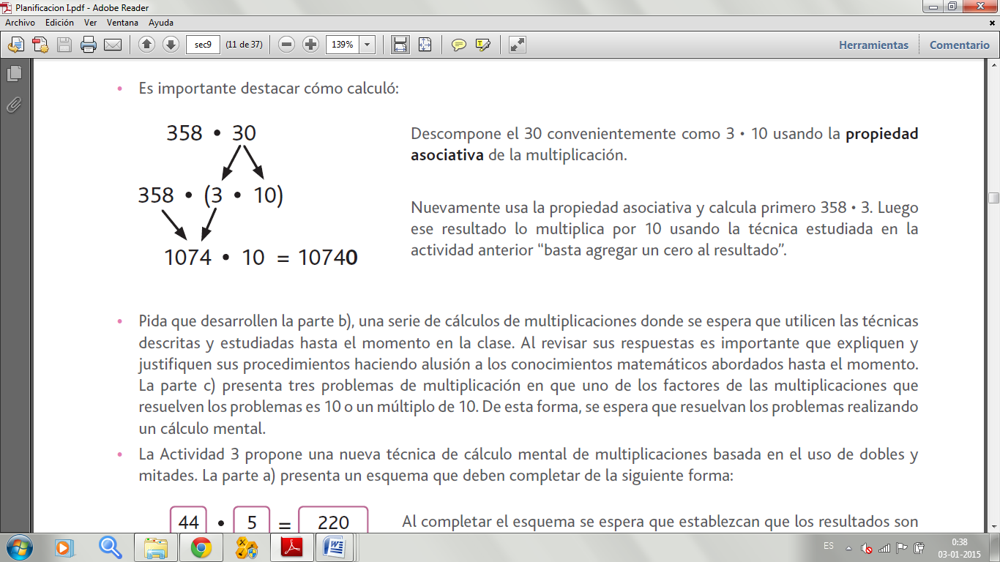 Planificacion I.pdf - Adobe Reader
Archivo Edición Ver Ventana Ayuda
sec9 (11 de 37) 139% Herramientas Comentario
• Es importante destacar cómo calculó:
358 • 30
358 • (3 • 10)
1074 • 10 = 10740
Descompone el 30 convenientemente como 3 • 10 usando la propiedad
asociativa de la multiplicación.
Nuevamente usa la propiedad asociativa y calcula primero 358 • 3. Luego
ese resultado lo multiplica por 10 usando la técnica estudiada en la
actividad anterior “basta agregar un cero al resultado”.
• Pida que desarrollen la parte b), una serie de cálculos de multiplicaciones donde se espera que utilicen las técnicas
descritas y estudiadas hasta el momento en la clase. Al revisar sus respuestas es importante que expliquen y
justifiquen sus procedimientos haciendo alusión a los conocimientos matemáticos abordados hasta el momento.
La parte c) presenta tres problemas de multiplicación en que uno de los factores de las multiplicaciones que
resuelven los problemas es 10 o un múltiplo de 10. De esta forma, se espera que resuelvan los problemas realizando
un cálculo mental.
• La Actividad 3 propone una nueva técnica de cálculo mental de multiplicaciones basada en el uso de dobles y
mitades. La parte a) presenta un esquema que deben completar de la siguiente forma:
44 • 5 = 220
Al completar el esquema se espera que establezcan que los resultados son
ES 0:38
03-01-2015